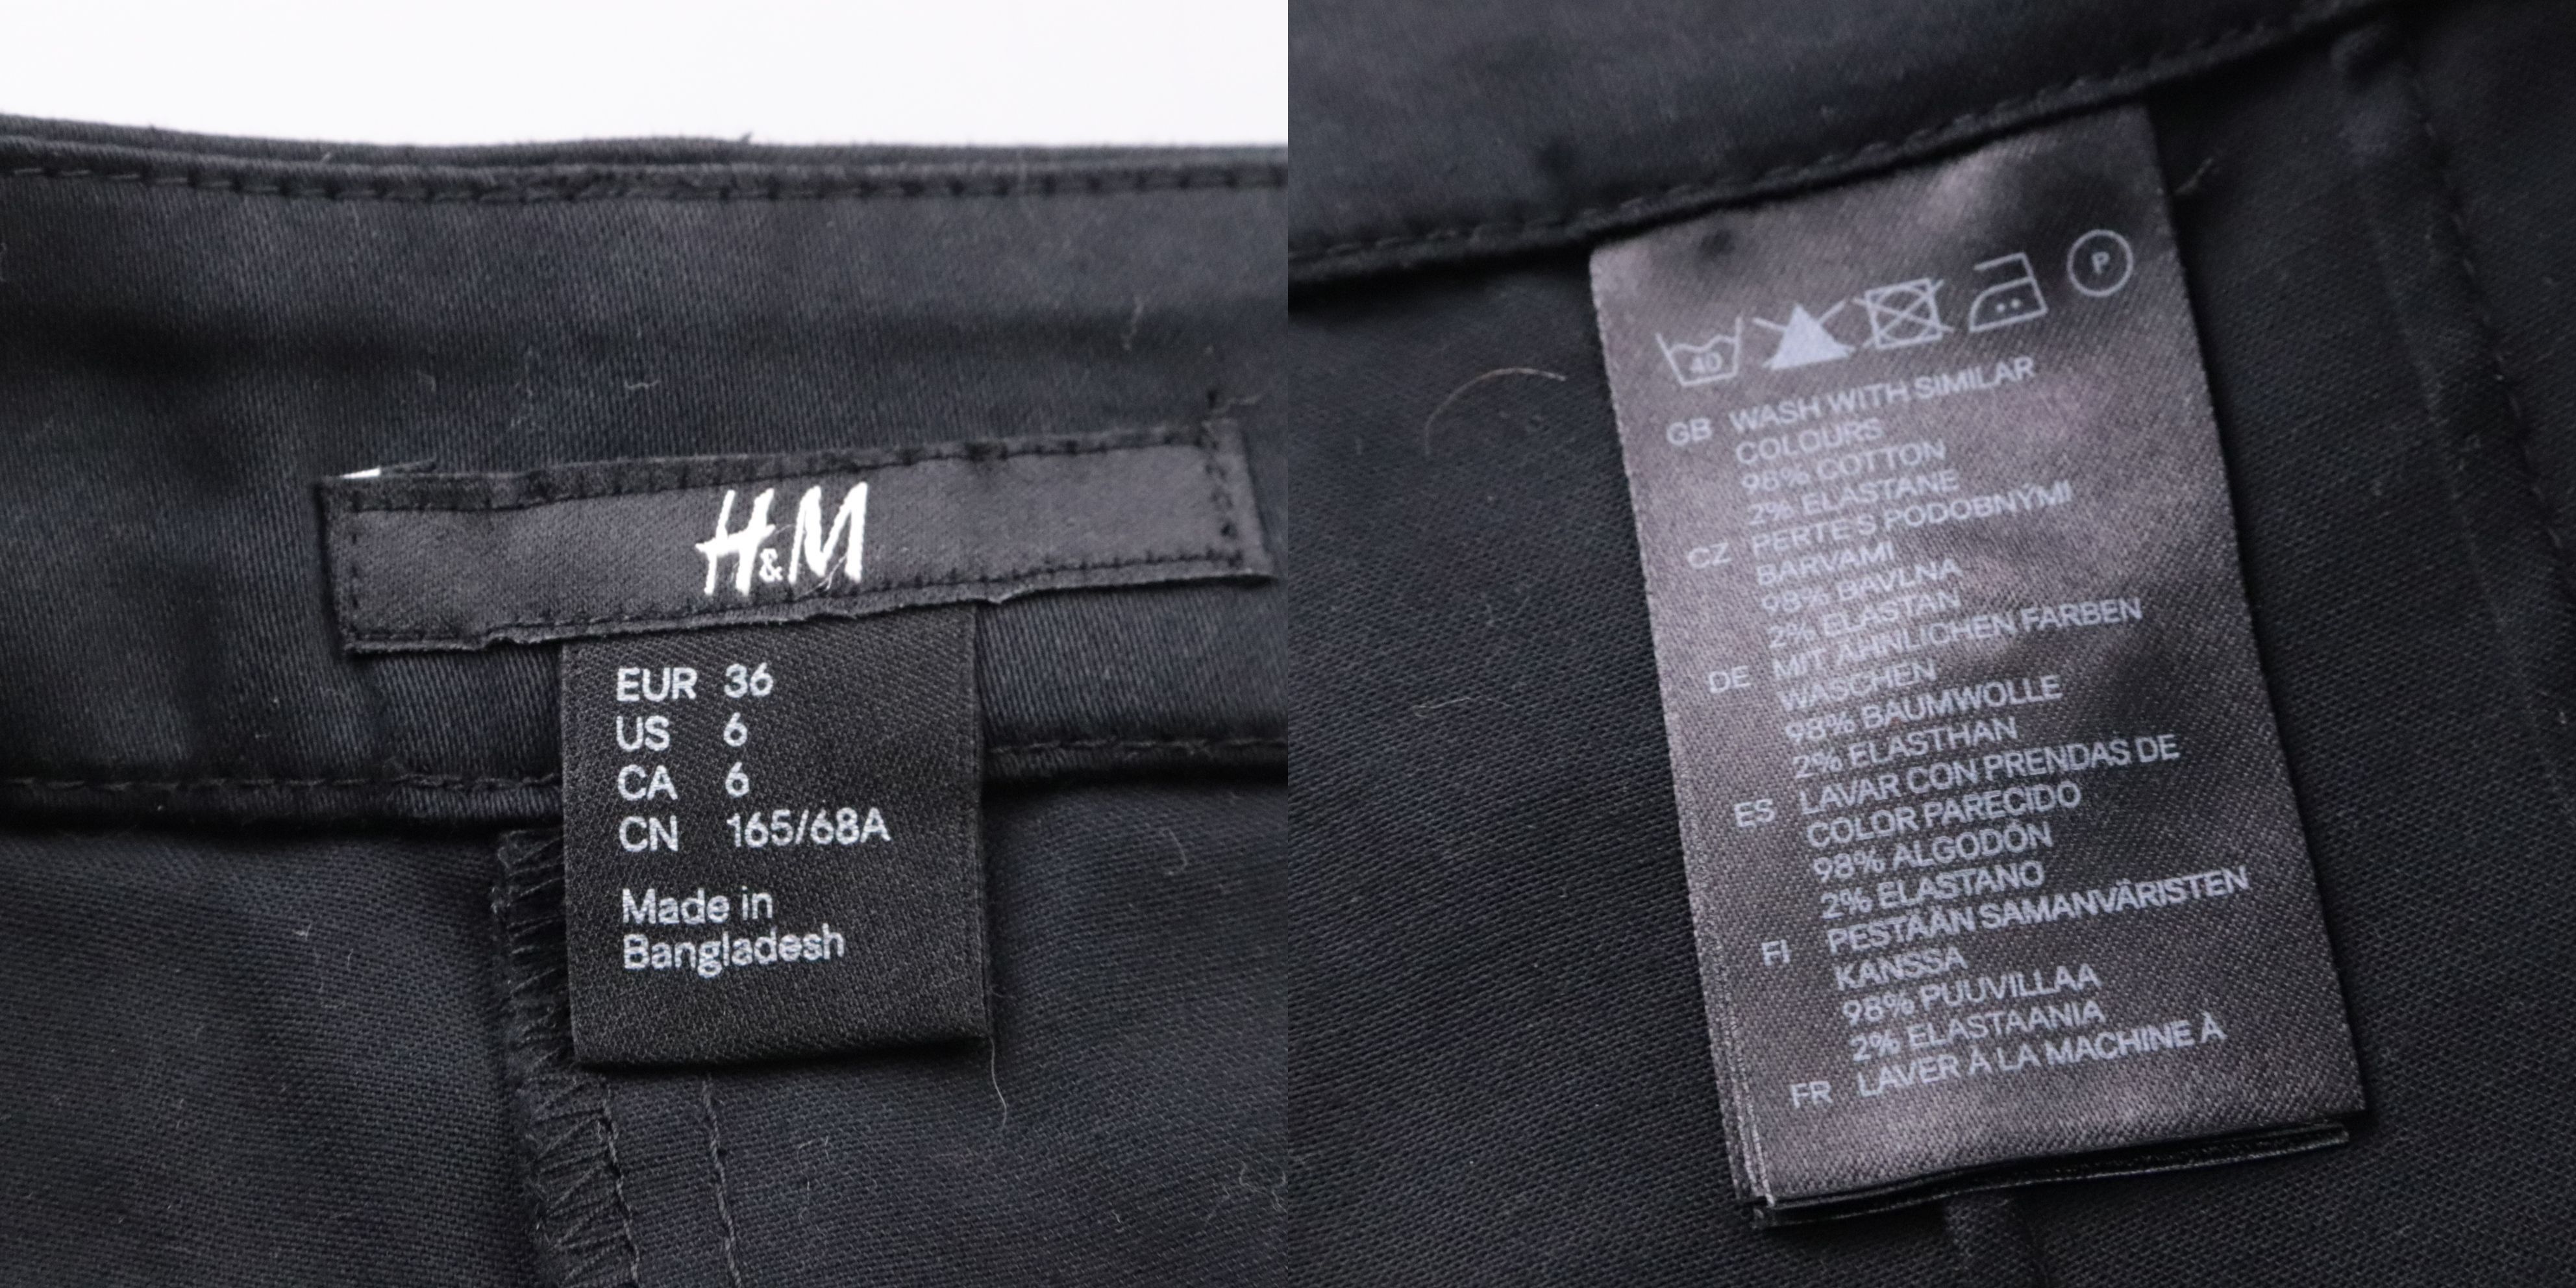 H&M
EUR 36
US 6
CA 6
CN 165/68A
Made in
Bangladesh
40
P
GB WASH WITH SIMILAR
COLOURS
98% COTTON
2% ELASTANE
CZ PERTE S PODOBNÝMI
BARVAMI
98% BAVLNA
2% ELASTAN
DE MIT ÄHNLICHEN FARBEN
WASCHEN
98% BAUMWOLLE
2% ELASTHAN
ES LAVAR CON PRENDAS DE
COLOR PARECIDO
98% ALGODÓN
2% ELASTANO
FI PESTÄÄN SAMANVÄRISTEN
KANSSA
98% PUUVILLAA
2% ELASTAANIA
FR LAVER À LA MACHINE À